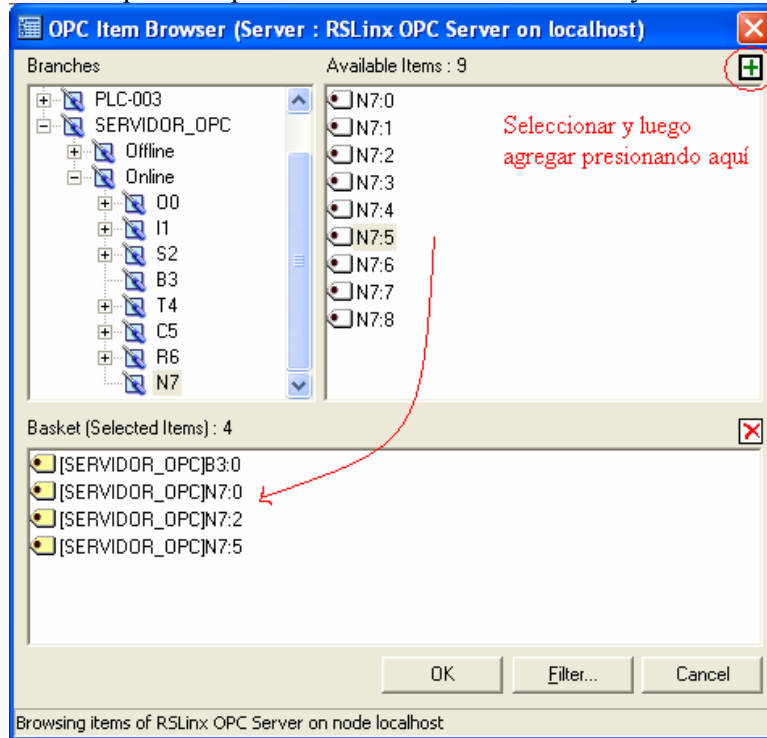 OPC Item Browser (Server : RSLinx OPC Server on localhost)
Branches
Available Items : 9
PLC-003
SERVIDOR_OPC
Offline
Online
O0
I1
S2
B3
T4
C5
R6
N7
N7:0
N7:1
N7:2
N7:3
N7:4
N7:5
N7:6
N7:7
N7:8
Seleccionar y luego
agregar presionando aquí
Basket (Selected Items) : 4
[SERVIDOR_OPC]B3:0
[SERVIDOR_OPC]N7:0
[SERVIDOR_OPC]N7:2
[SERVIDOR_OPC]N7:5
OK
Filter...
Cancel
Browsing items of RSLinx OPC Server on node localhost